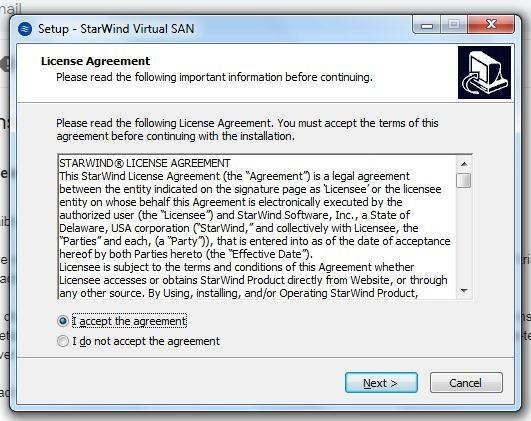 mail
Setup - StarWind Virtual SAN
License Agreement
Please read the following important information before continuing.
Please read the following License Agreement. You must accept the terms of this
agreement before continuing with the installation.
STARWIND® LICENSE AGREEMENT
This StarWind License Agreement (the “Agreement”) is a legal agreement
between the entity indicated on the signature page as ‘Licensee’ or the licensee
entity on whose behalf this Agreement is electronically executed by the
authorized user (the “Licensee”) and StarWind Software, Inc., a State of
Delaware, USA corporation (“StarWind,” and collectively with Licensee, the
“Parties” and each, (a “Party”)), that is entered into as of the date of acceptance
hereof by both Parties hereto (the “Effective Date”).
Licensee is subject to the terms and conditions of this Agreement whether
Licensee accesses or obtains StarWind Product directly from Website, or through
any other source. By Using, installing, and/or Operating StarWind Product,
I accept the agreement
I do not accept the agreement
Next >
Cancel